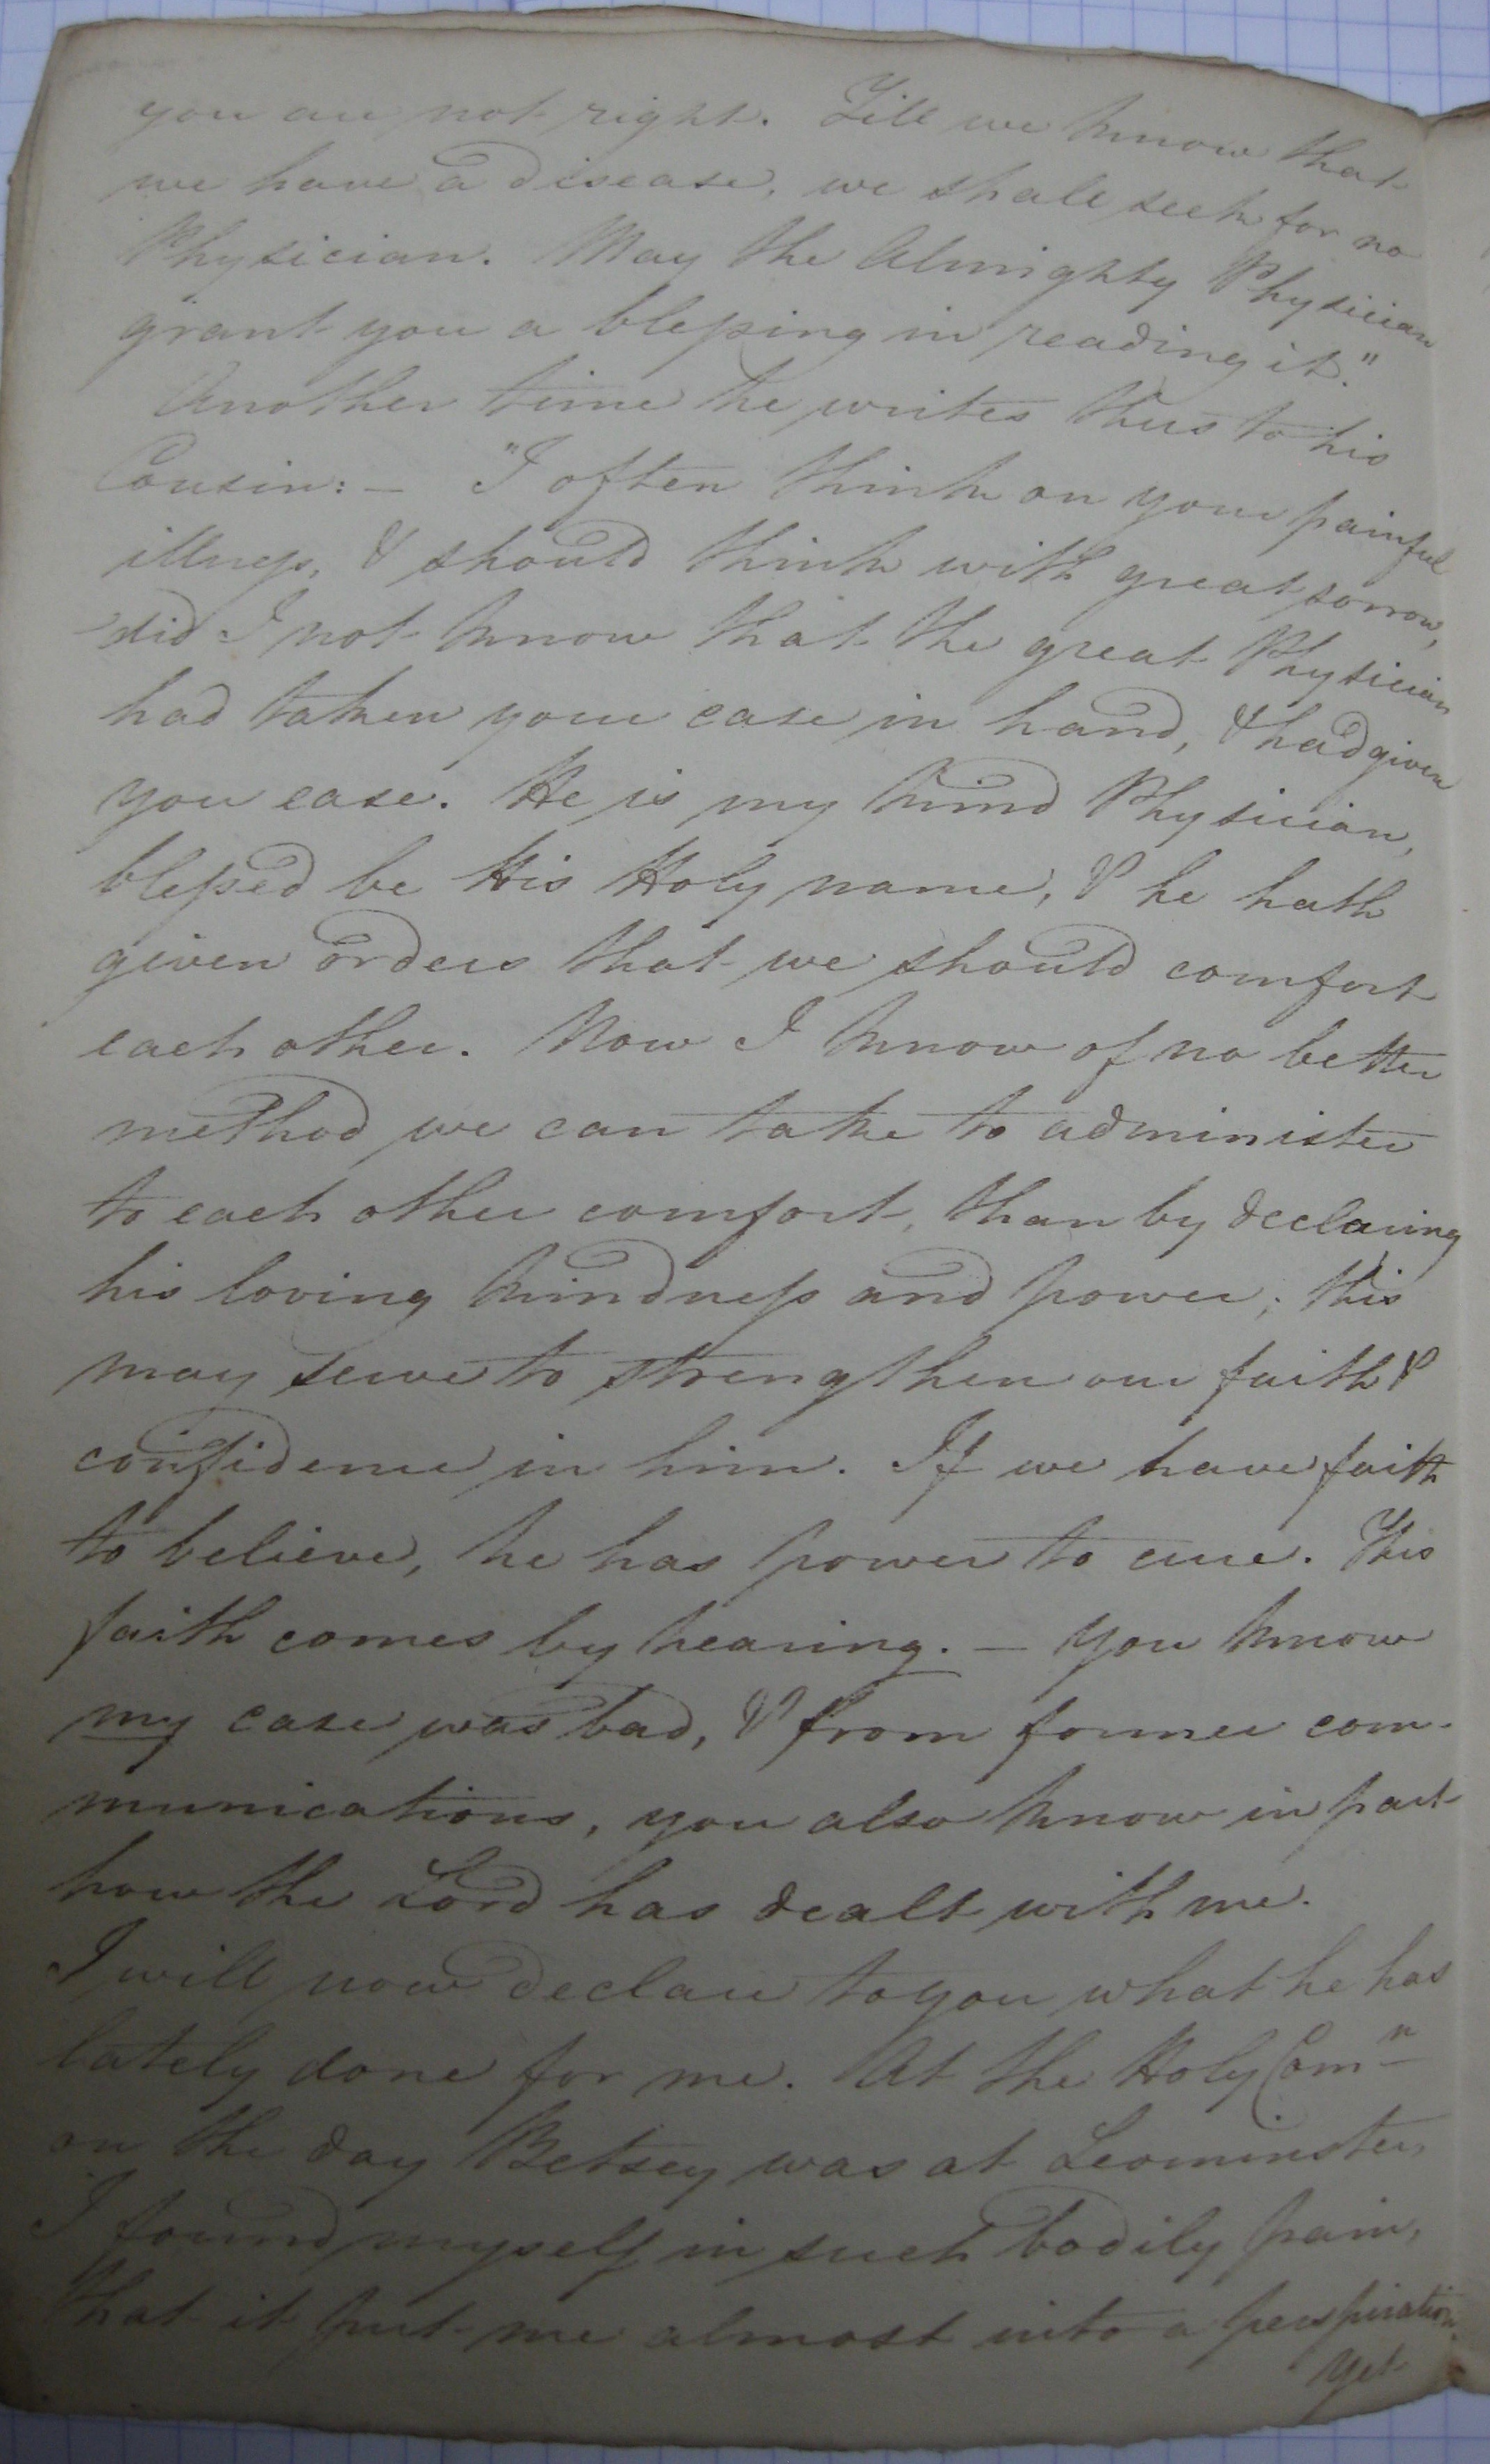 you are not right. Till we know that
we have a disease, we shall seek for no
Physician. May the Almighty Physician
grant you a blessing in reading it."
Another time he writes thus to his
Cousin: — "I often think on your painful
illness, & should think with great sorrow,
did I not know that the great Physician
had taken your case in hand, & had given
you ease. He is my kind Physician,
blessed be His Holy name, & he hath
given orders that we should comfort
each other. Now I know of no better
method we can take to administer
to each other comfort, than by declaring
his loving kindness and power; this
may serve to strengthen our faith &
confidence in him. If we have faith
to believe, he has power to cure. This
faith comes by hearing. — You know
my case was bad, & from former com-
munications, you also know in part
how the Lord has dealt with me.
I will now declare to you what he has
lately done for me. At the Holy Comn
on the day Betsey was at Leominster,
I found myself in such bodily pain,
that it put me almost into a perspiration.
Yet